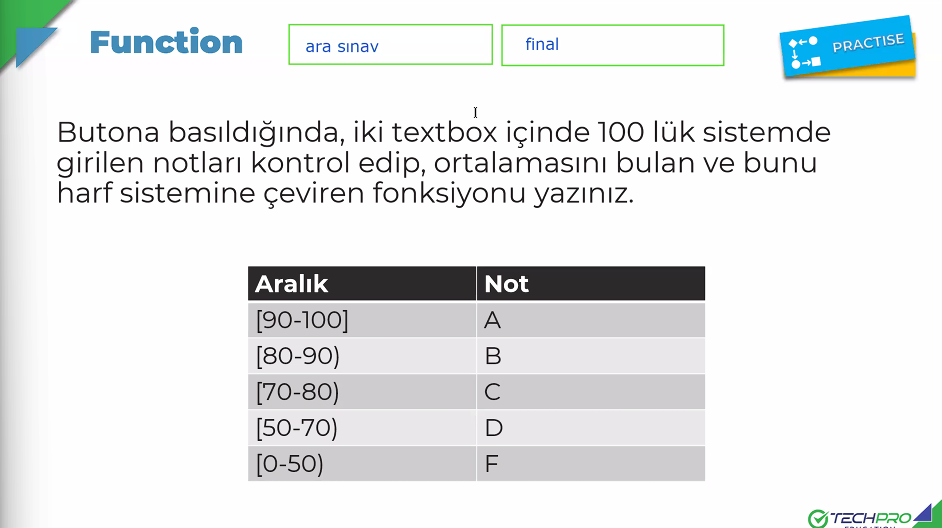 Function
ara sınav
final
PRACTISE
Butona basıldığında, iki textbox içinde 100 lük sistemde
girilen notları kontrol edip, ortalamasını bulan ve bunu
harf sistemine çeviren fonksiyonu yazınız.
Aralık Not
[90-100] A
[80-90) B
[70-80) C
[50-70) D
[0-50) F
TECHPRO
EDUCATION